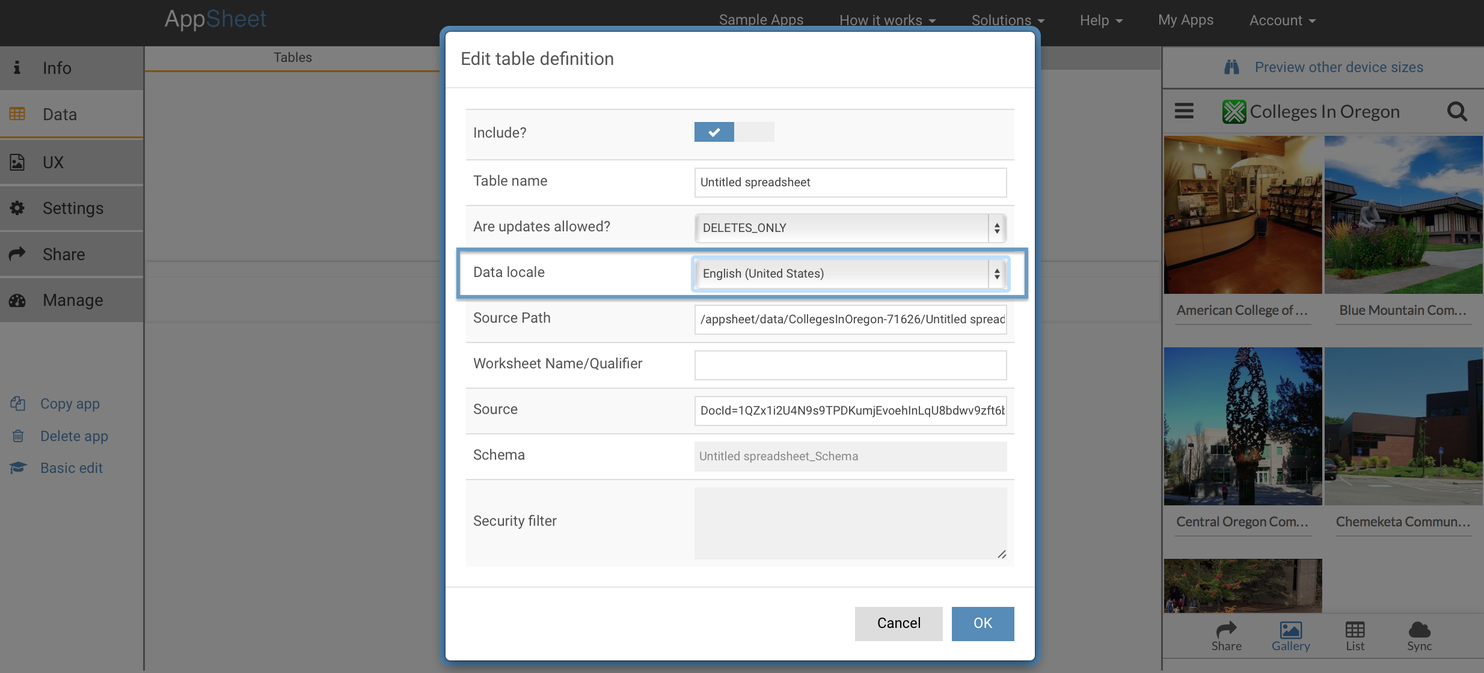 AppSheet
Sample Apps How it works Solutions Help My Apps Account
Info
Data
UX
Settings
Share
Manage
Copy app
Delete app
Basic edit
Tables
Edit table definition
Include?
Table name Untitled spreadsheet
Are updates allowed? DELETES_ONLY
Data locale English (United States)
Source Path /appsheet/data/CollegesInOregon-71626/Untitled spread
Worksheet Name/Qualifier
Source DocId=1QZx1i2U4N9s9TPDKumjEvoehInLqU8bdwv9zft6b
Schema Untitled spreadsheet_Schema
Security filter
Cancel OK
Preview other device sizes
Colleges In Oregon
American College of ... Blue Mountain Com...
Central Oregon Com... Chemeketa Commun...
Share Gallery List Sync